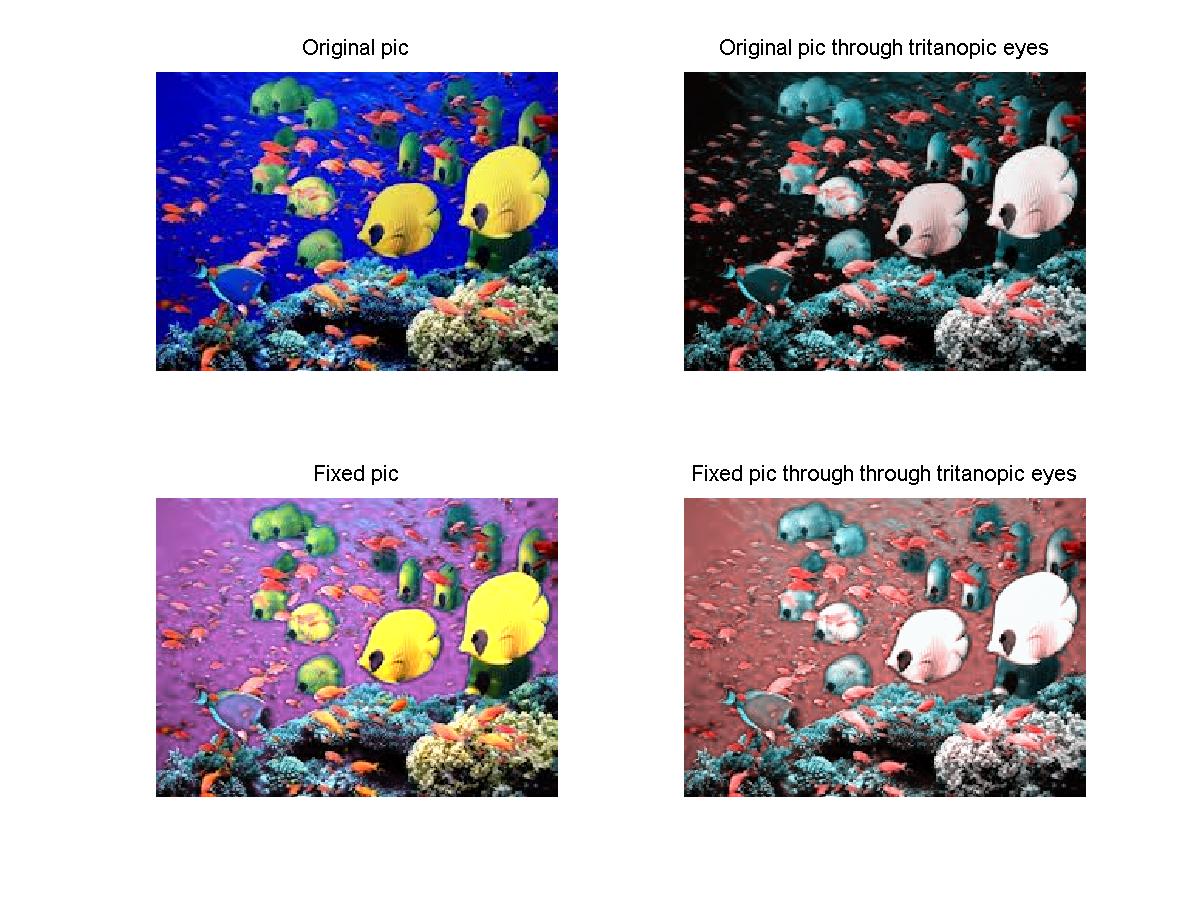 Original pic
Original pic through tritanopic eyes
Fixed pic
Fixed pic through through tritanopic eyes